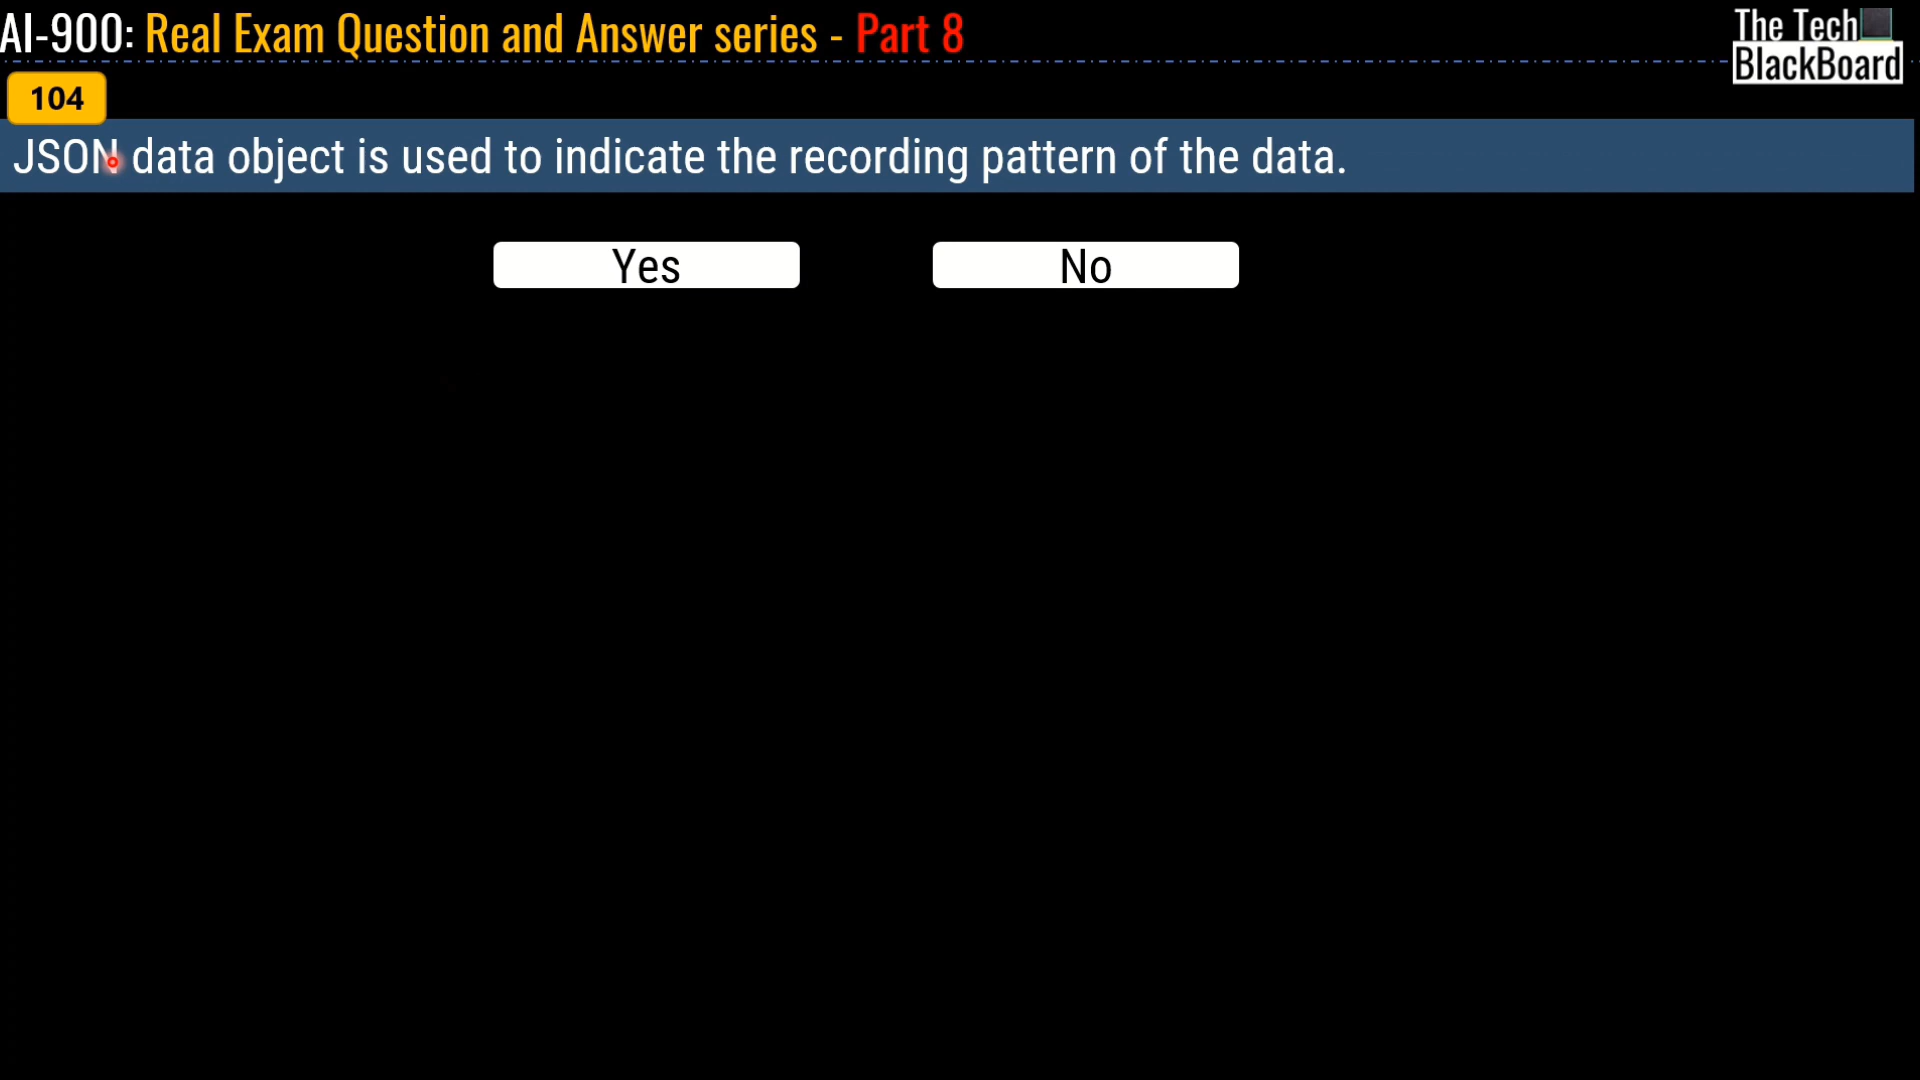 AI-900: Real Exam Question and Answer series - Part 8
The Tech
BlackBoard
104
JSON data object is used to indicate the recording pattern of the data.
Yes
No